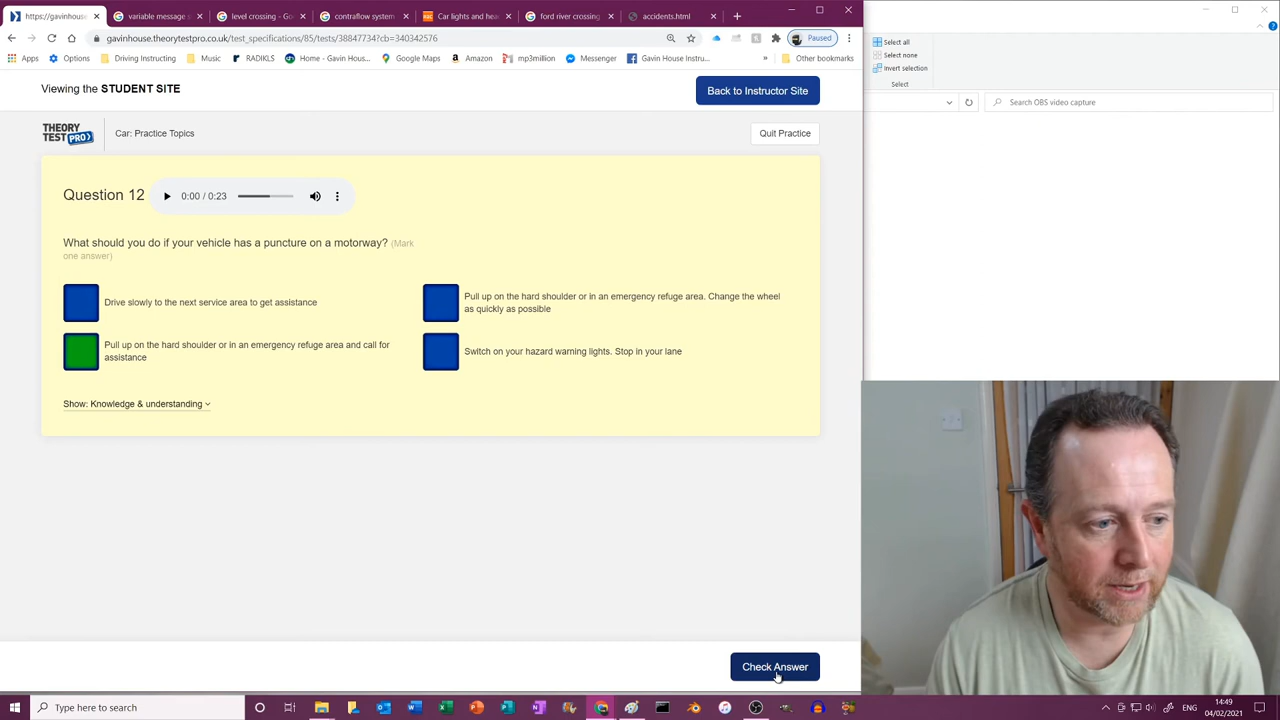 https://gavinhouse
variable message s
level crossing - Go
contraflow system
RAC
Car lights and hea
ford river crossing
accidents.html
gavinhouse.theorytestpro.co.uk/test_specifications/85/tests/38847734?cb=340342576
Paused
Apps
Options
Driving Instructing
Music
RADIKLS
Home - Gavin Hous...
Google Maps
Amazon
mp3million
Messenger
Gavin House Instru...
»
Other bookmarks
Select all
Select none
Invert selection
Select
Search OBS video capture
Viewing the STUDENT SITE
Back to Instructor Site
THEORY
TEST PRO
Car: Practice Topics
Quit Practice
Question 12
0:00 / 0:23
What should you do if your vehicle has a puncture on a motorway? (Mark
one answer)
Drive slowly to the next service area to get assistance
Pull up on the hard shoulder or in an emergency refuge area. Change the wheel
as quickly as possible
Pull up on the hard shoulder or in an emergency refuge area and call for
assistance
Switch on your hazard warning lights. Stop in your lane
Show: Knowledge & understanding
Check Answer
Type here to search
ENG
14:49
04/02/2021